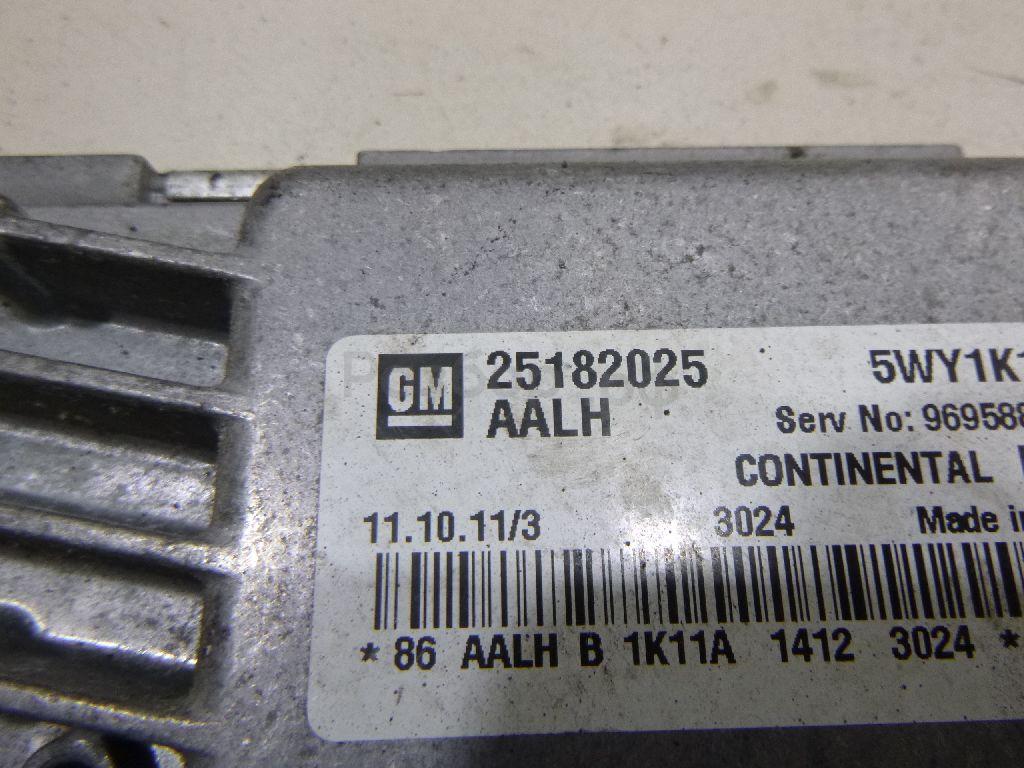 GM 25182025 5WY1K1
AALH Serv No: 969588
CONTINENTAL
11.10.11/3 3024 Made in
* 86 AALH B 1K11A 1412 3024 *